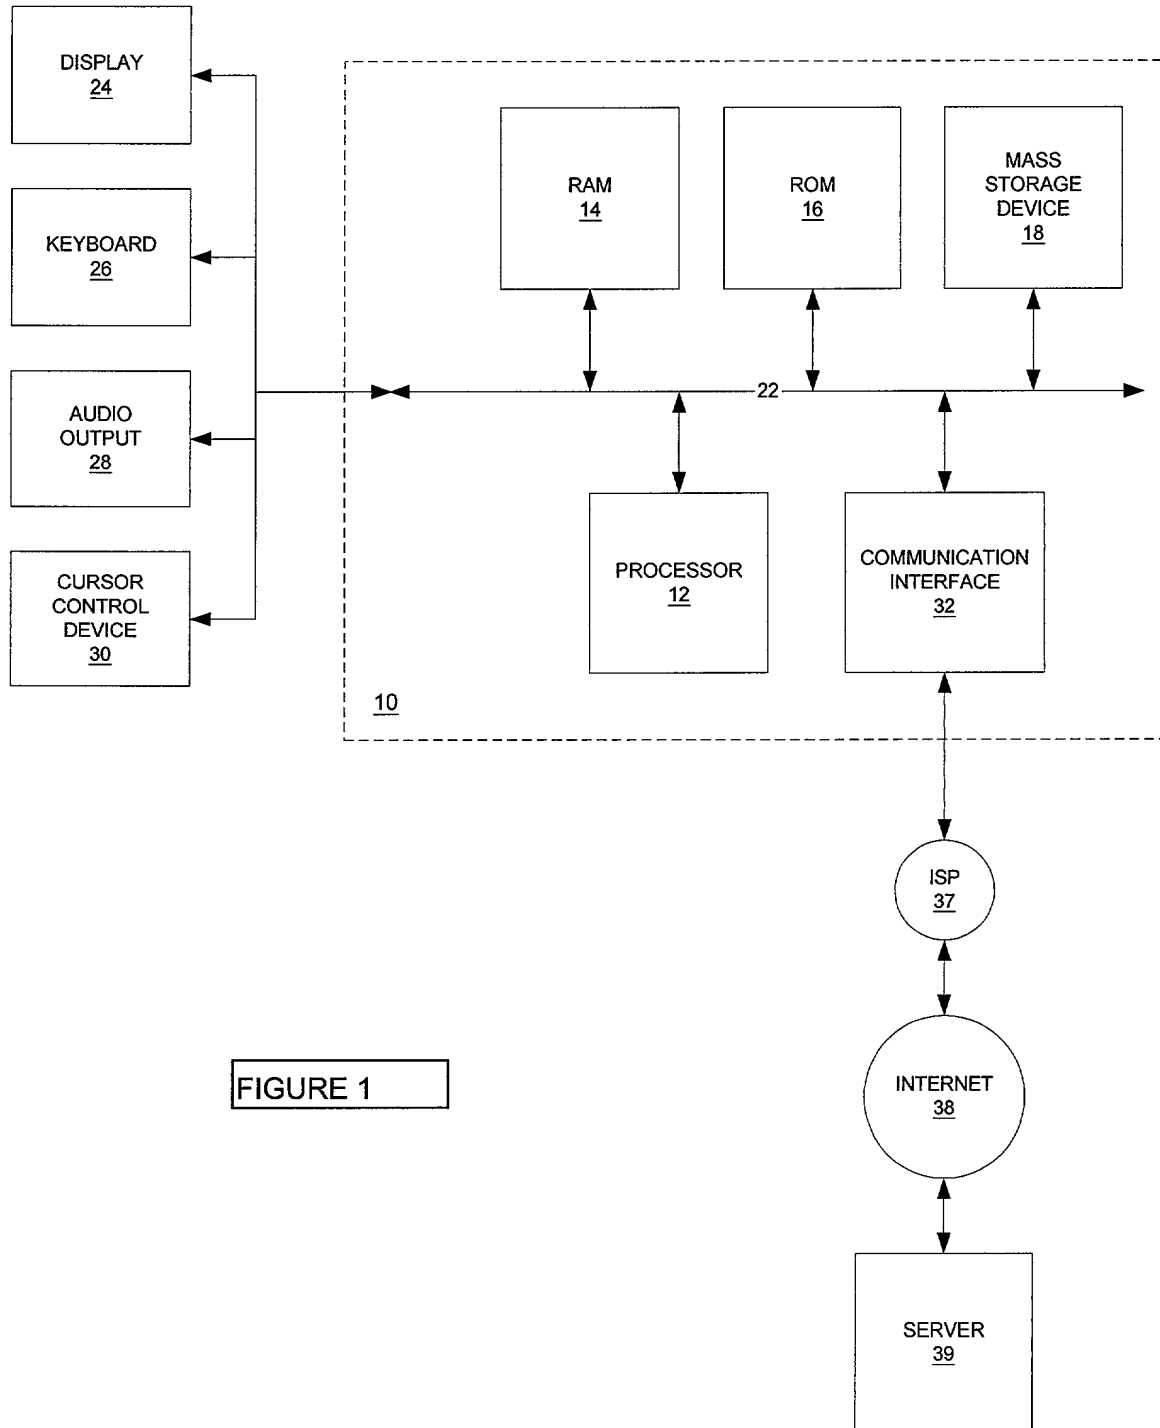 DISPLAY
24
KEYBOARD
26
AUDIO
OUTPUT
28
CURSOR
CONTROL
DEVICE
30
RAM
14
ROM
16
MASS
STORAGE
DEVICE
18
22
PROCESSOR
12
COMMUNICATION
INTERFACE
32
10
ISP
37
INTERNET
38
SERVER
39
FIGURE 1